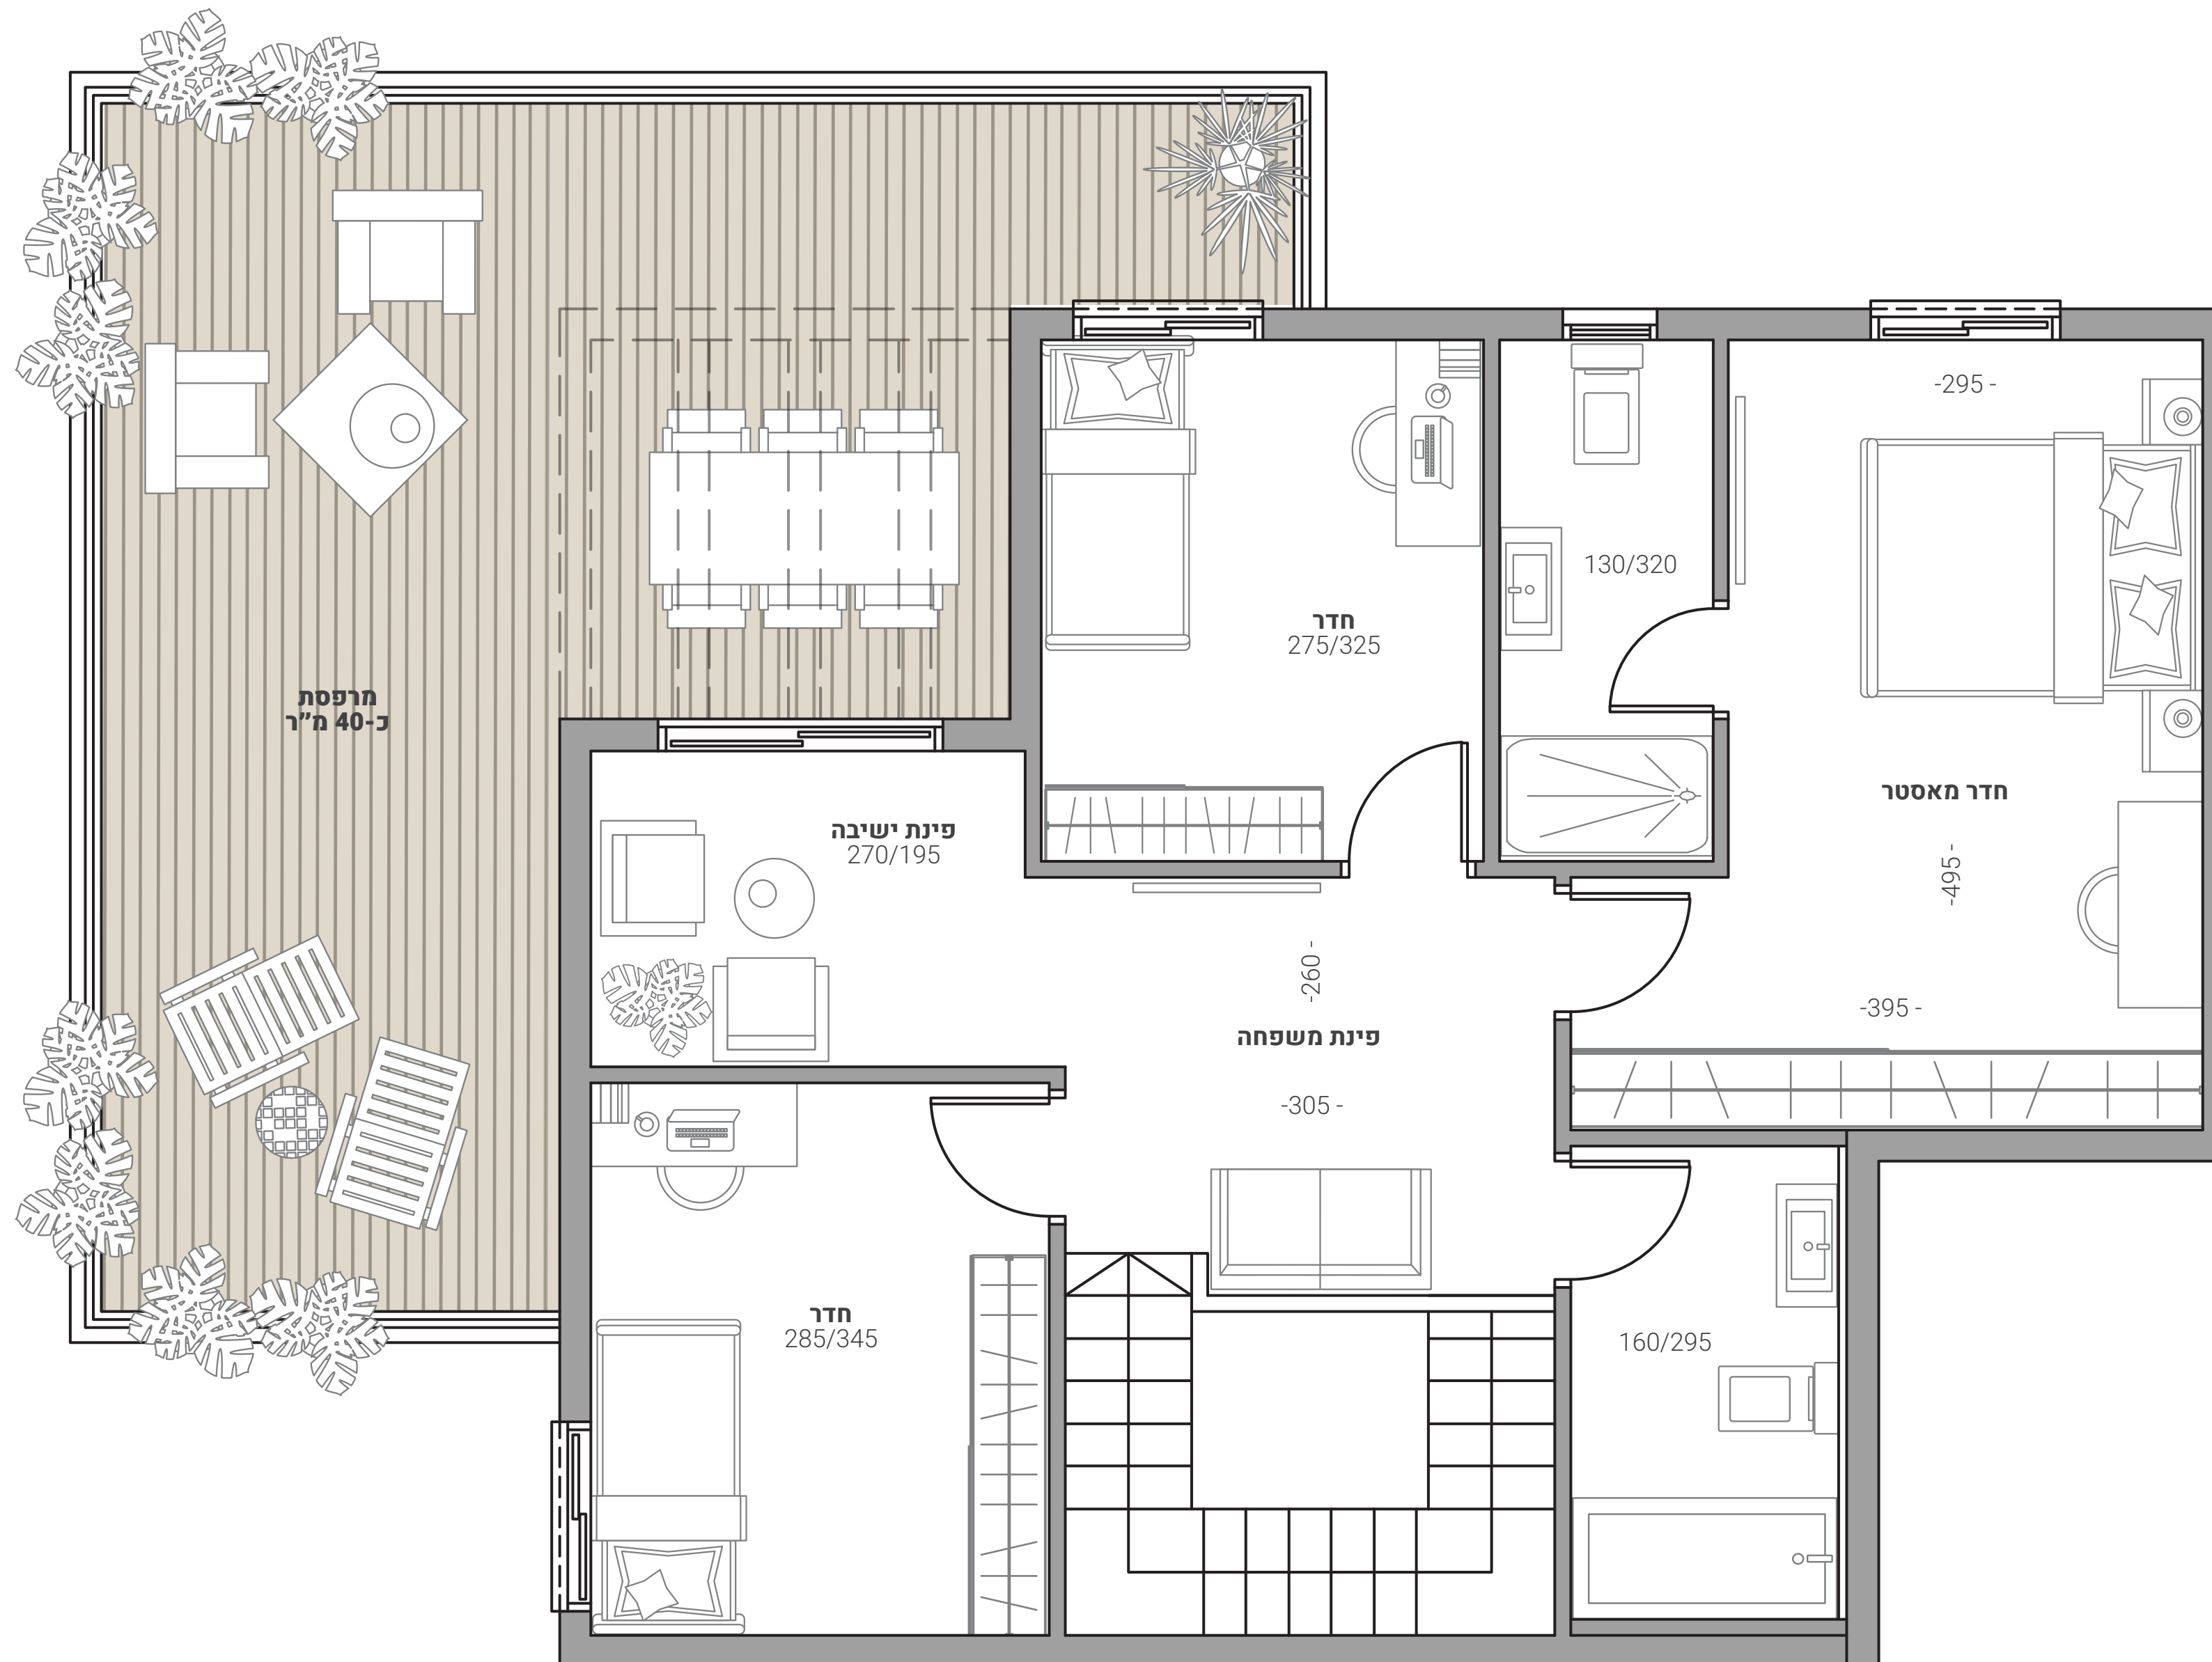 -295 -
130/320
חדר
275/325
מרפסת
כ-40 מ״ר
חדר מאסטר
-495 -
פינת ישיבה
270/195
-260 -
-395 -
פינת משפחה
-305 -
חדר
285/345
160/295